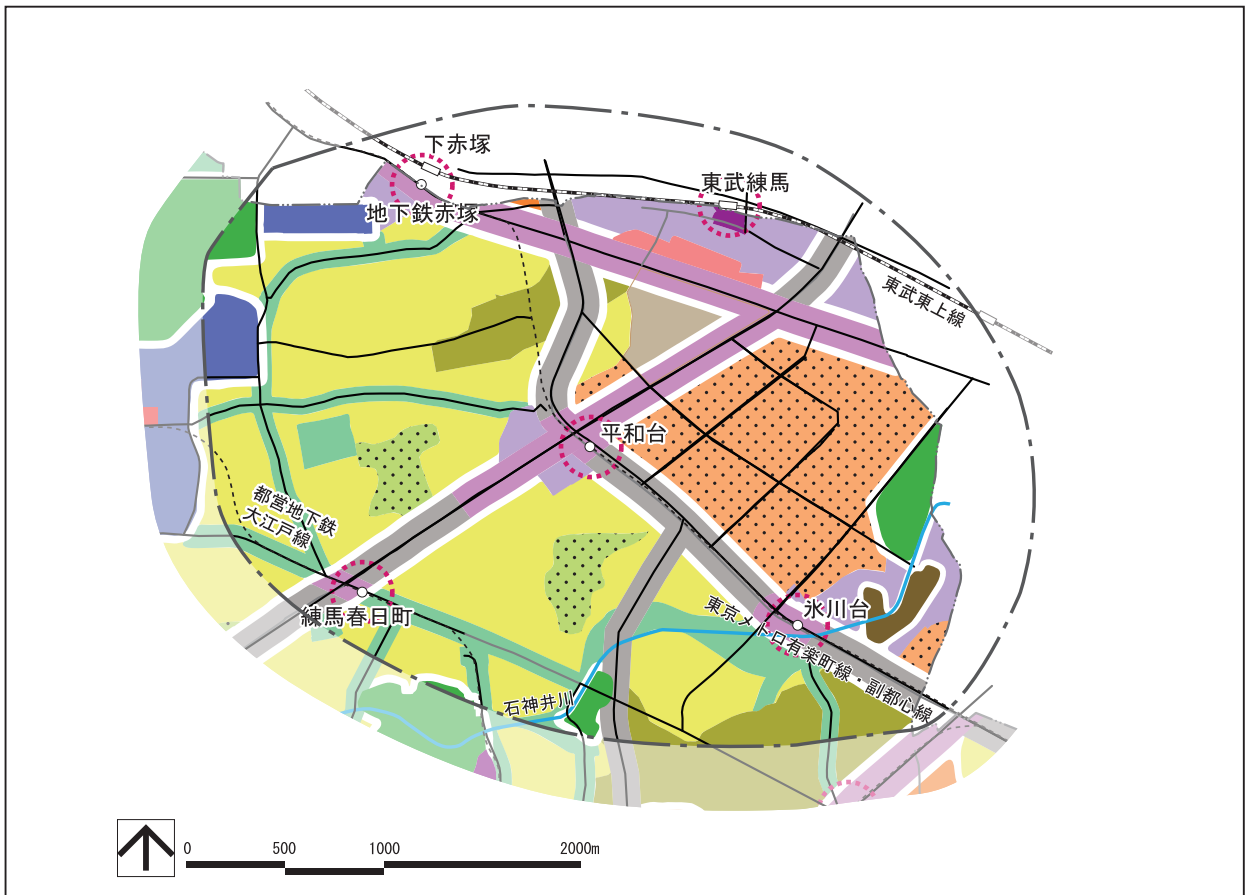 下赤塚
東武練馬
地下鉄赤塚
東武東上線
平和台
都営地下鉄
大江戸線
練馬春日町
氷川台
東京メトロ有楽町線・副都心線
石神井川
0 500 1000 2000m